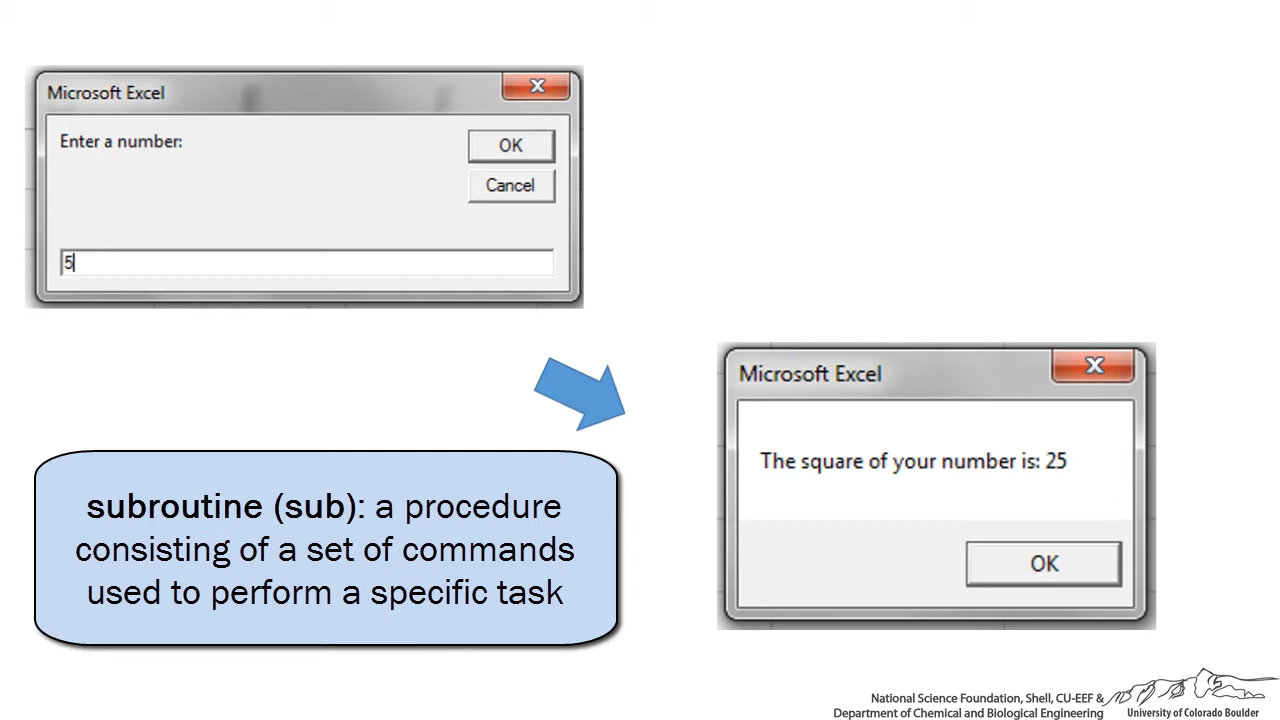 Microsoft Excel
Enter a number:
OK
Cancel
5
Microsoft Excel
The square of your number is: 25
OK
subroutine (sub): a procedure
consisting of a set of commands
used to perform a specific task
National Science Foundation, Shell, CU-EEF &
Department of Chemical and Biological Engineering
University of Colorado Boulder